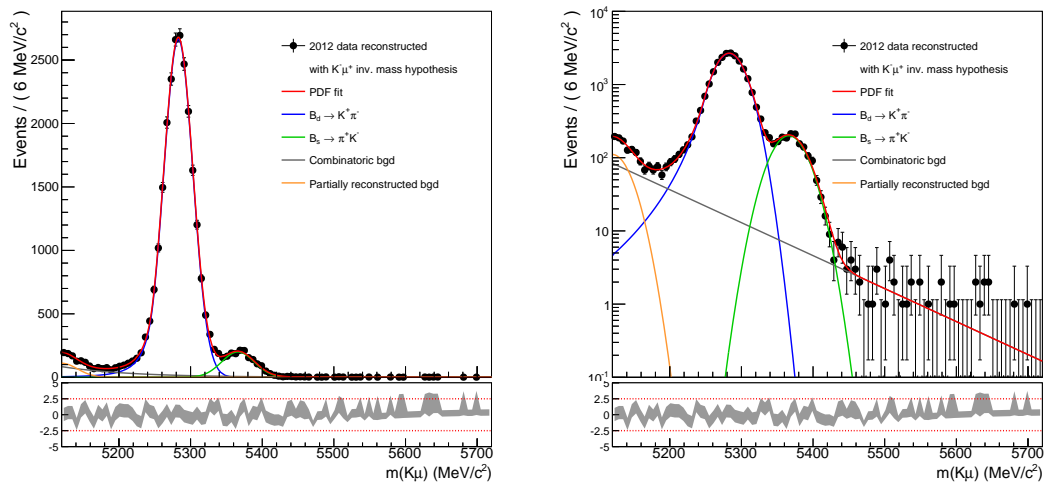 Events / ( 6 MeV/c²)
2500
2000
1500
1000
500
0
2012 data reconstructed
with K⁻μ⁺ inv. mass hypothesis
PDF fit
B_d → K⁺π⁻
B_s → π⁺K⁻
Combinatoric bgd
Partially reconstructed bgd
5
2.5
0
-2.5
-5
5200 5300 5400 5500 5600 5700
m(Kμ) (MeV/c²)
Events / ( 6 MeV/c²)
10⁴
10³
10²
10
1
10⁻¹
2012 data reconstructed
with K⁻μ⁺ inv. mass hypothesis
PDF fit
B_d → K⁺π⁻
B_s → π⁺K⁻
Combinatoric bgd
Partially reconstructed bgd
5
2.5
0
-2.5
-5
5200 5300 5400 5500 5600 5700
m(Kμ) (MeV/c²)